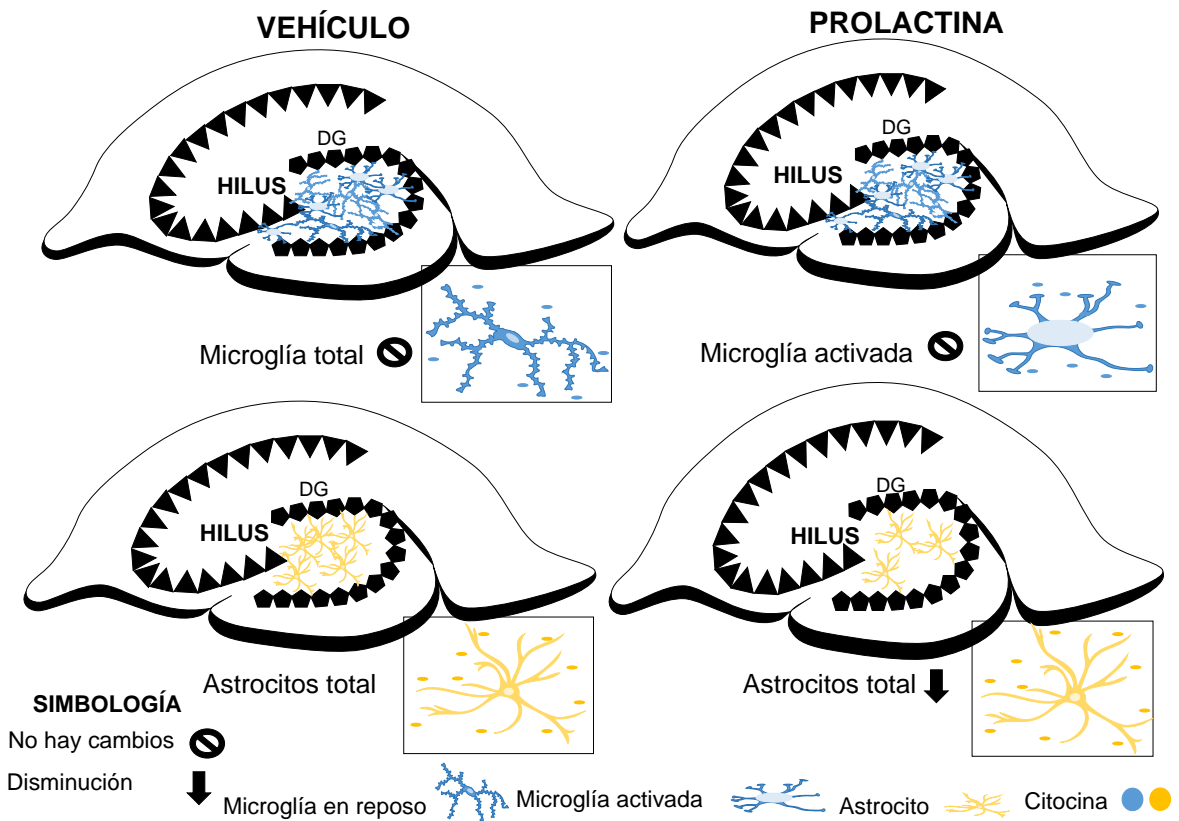 VEHÍCULO
PROLACTINA
DG
HILUS
DG
HILUS
Microglía total
Microglía activada
DG
HILUS
DG
HILUS
Astrocitos total
Astrocitos total
SIMBOLOGÍA
No hay cambios
Disminución
Microglía en reposo
Microglía activada
Astrocito
Citocina